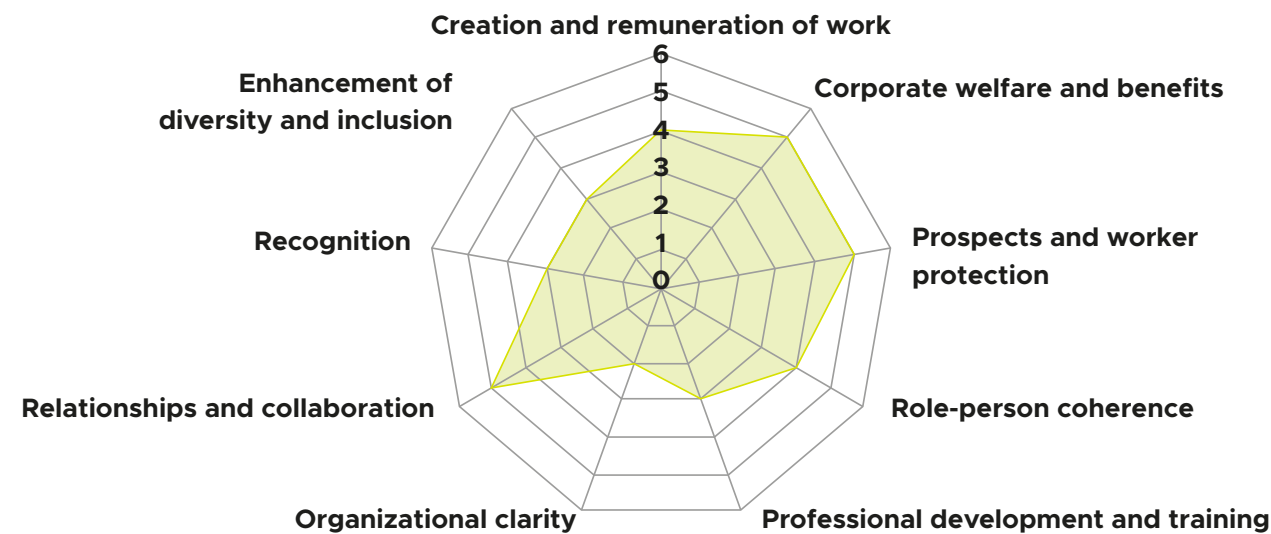 Creation and remuneration of work
6
5
4
3
2
1
0
Corporate welfare and benefits
Prospects and worker
protection
Role-person coherence
Professional development and training
Organizational clarity
Relationships and collaboration
Recognition
Enhancement of
diversity and inclusion